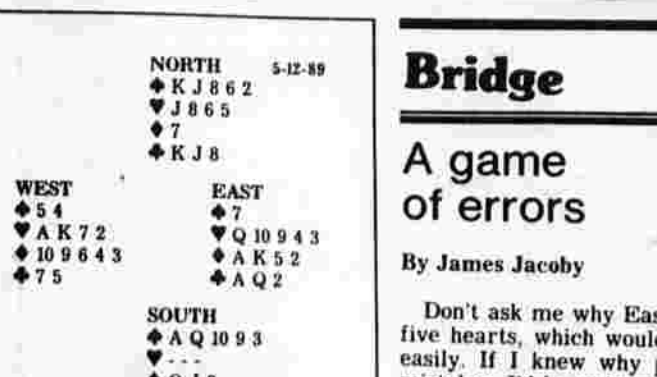 NORTH 5-12-89
♠ K J 8 6 2
♥ J 8 6 5
♦ 7
♣ K J 8
WEST
♠ 5 4
♥ A K 7 2
♦ 10 9 6 4 3
♣ 7 5
EAST
♠ 7
♥ Q 10 9 4 3
♦ A K 5 2
♣ A Q 2
SOUTH
♠ A Q 10 9 3
♥ - - -
Bridge
A game
of errors
By James Jacoby
Don't ask me why Eas
five hearts, which would
easily. If I knew why